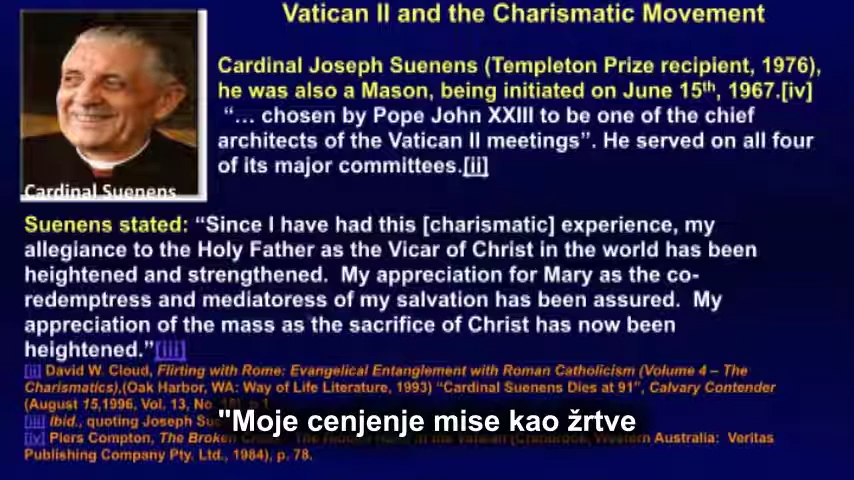 Vatican II and the Charismatic Movement
Cardinal Joseph Suenens (Templeton Prize recipient, 1976),
he was also a Mason, being initiated on June 15th, 1967.[iv]
“… chosen by Pope John XXIII to be one of the chief
architects of the Vatican II meetings”. He served on all four
of its major committees.[ii]
Cardinal Suenens
Suenens stated: “Since I have had this [charismatic] experience, my
allegiance to the Holy Father as the Vicar of Christ in the world has been
heightened and strengthened. My appreciation for Mary as the co-
redemptress and mediatoress of my salvation has been assured. My
appreciation of the mass as the sacrifice of Christ has now been
heightened.”[iii]
[ii] David W. Cloud, Flirting with Rome: Evangelical Entanglement with Roman Catholicism (Volume 4 – The
Charismatics),(Oak Harbor, WA: Way of Life Literature, 1993) “Cardinal Suenens Dies at 91”, Calvary Contender
(August 15,1996, Vol. 13, No.
[iii] Ibid., quoting Joseph
[iv] Piers Compton, The Broken Australia: Veritas
Publishing Company Pty. Ltd., 1984), p. 78.
"Moje cenjenje mise kao žrtve